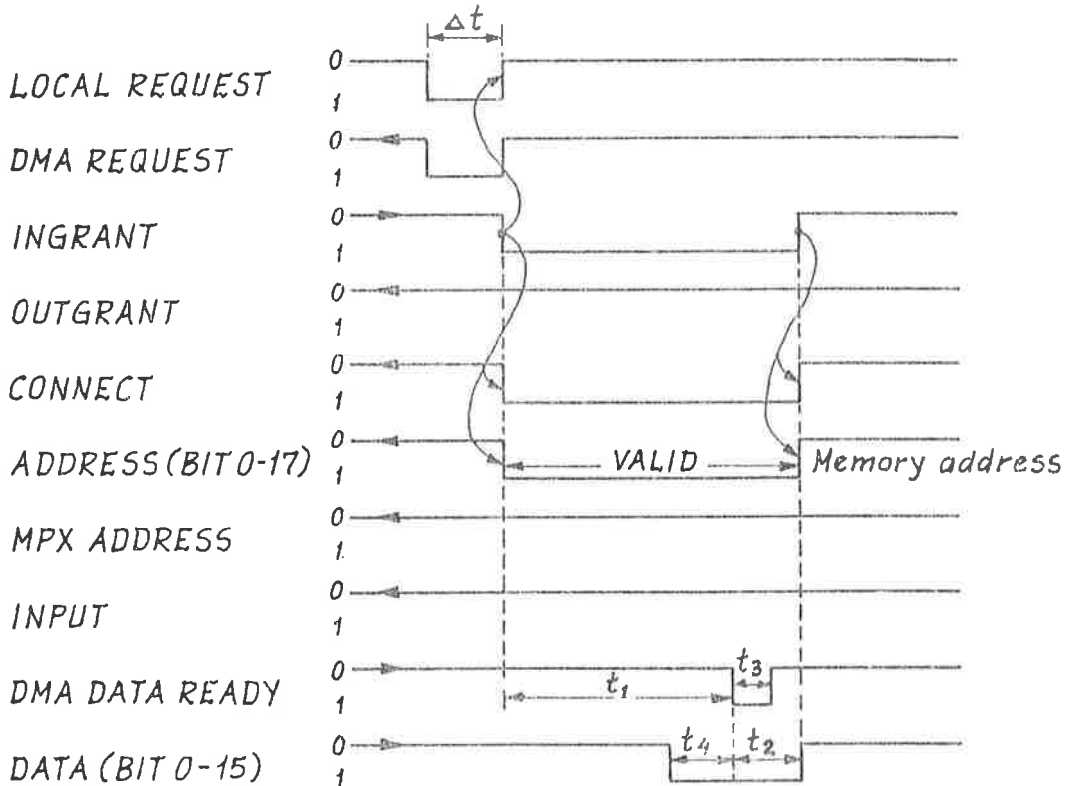 Δt
LOCAL REQUEST 0
1
DMA REQUEST 0
1
INGRANT 0
1
OUTGRANT 0
1
CONNECT 0
1
ADDRESS (BIT 0-17) 0 VALID Memory address
1
MPX ADDRESS 0
1
INPUT 0
1
DMA DATA READY 0 t1 t3
1
DATA (BIT 0-15) 0 t4 t2
1